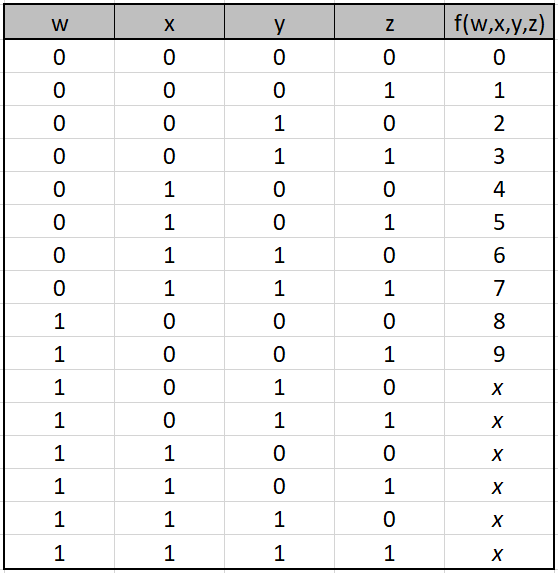 w x y z f(w,x,y,z)
0 0 0 0 0
0 0 0 1 1
0 0 1 0 2
0 0 1 1 3
0 1 0 0 4
0 1 0 1 5
0 1 1 0 6
0 1 1 1 7
1 0 0 0 8
1 0 0 1 9
1 0 1 0 x
1 0 1 1 x
1 1 0 0 x
1 1 0 1 x
1 1 1 0 x
1 1 1 1 x